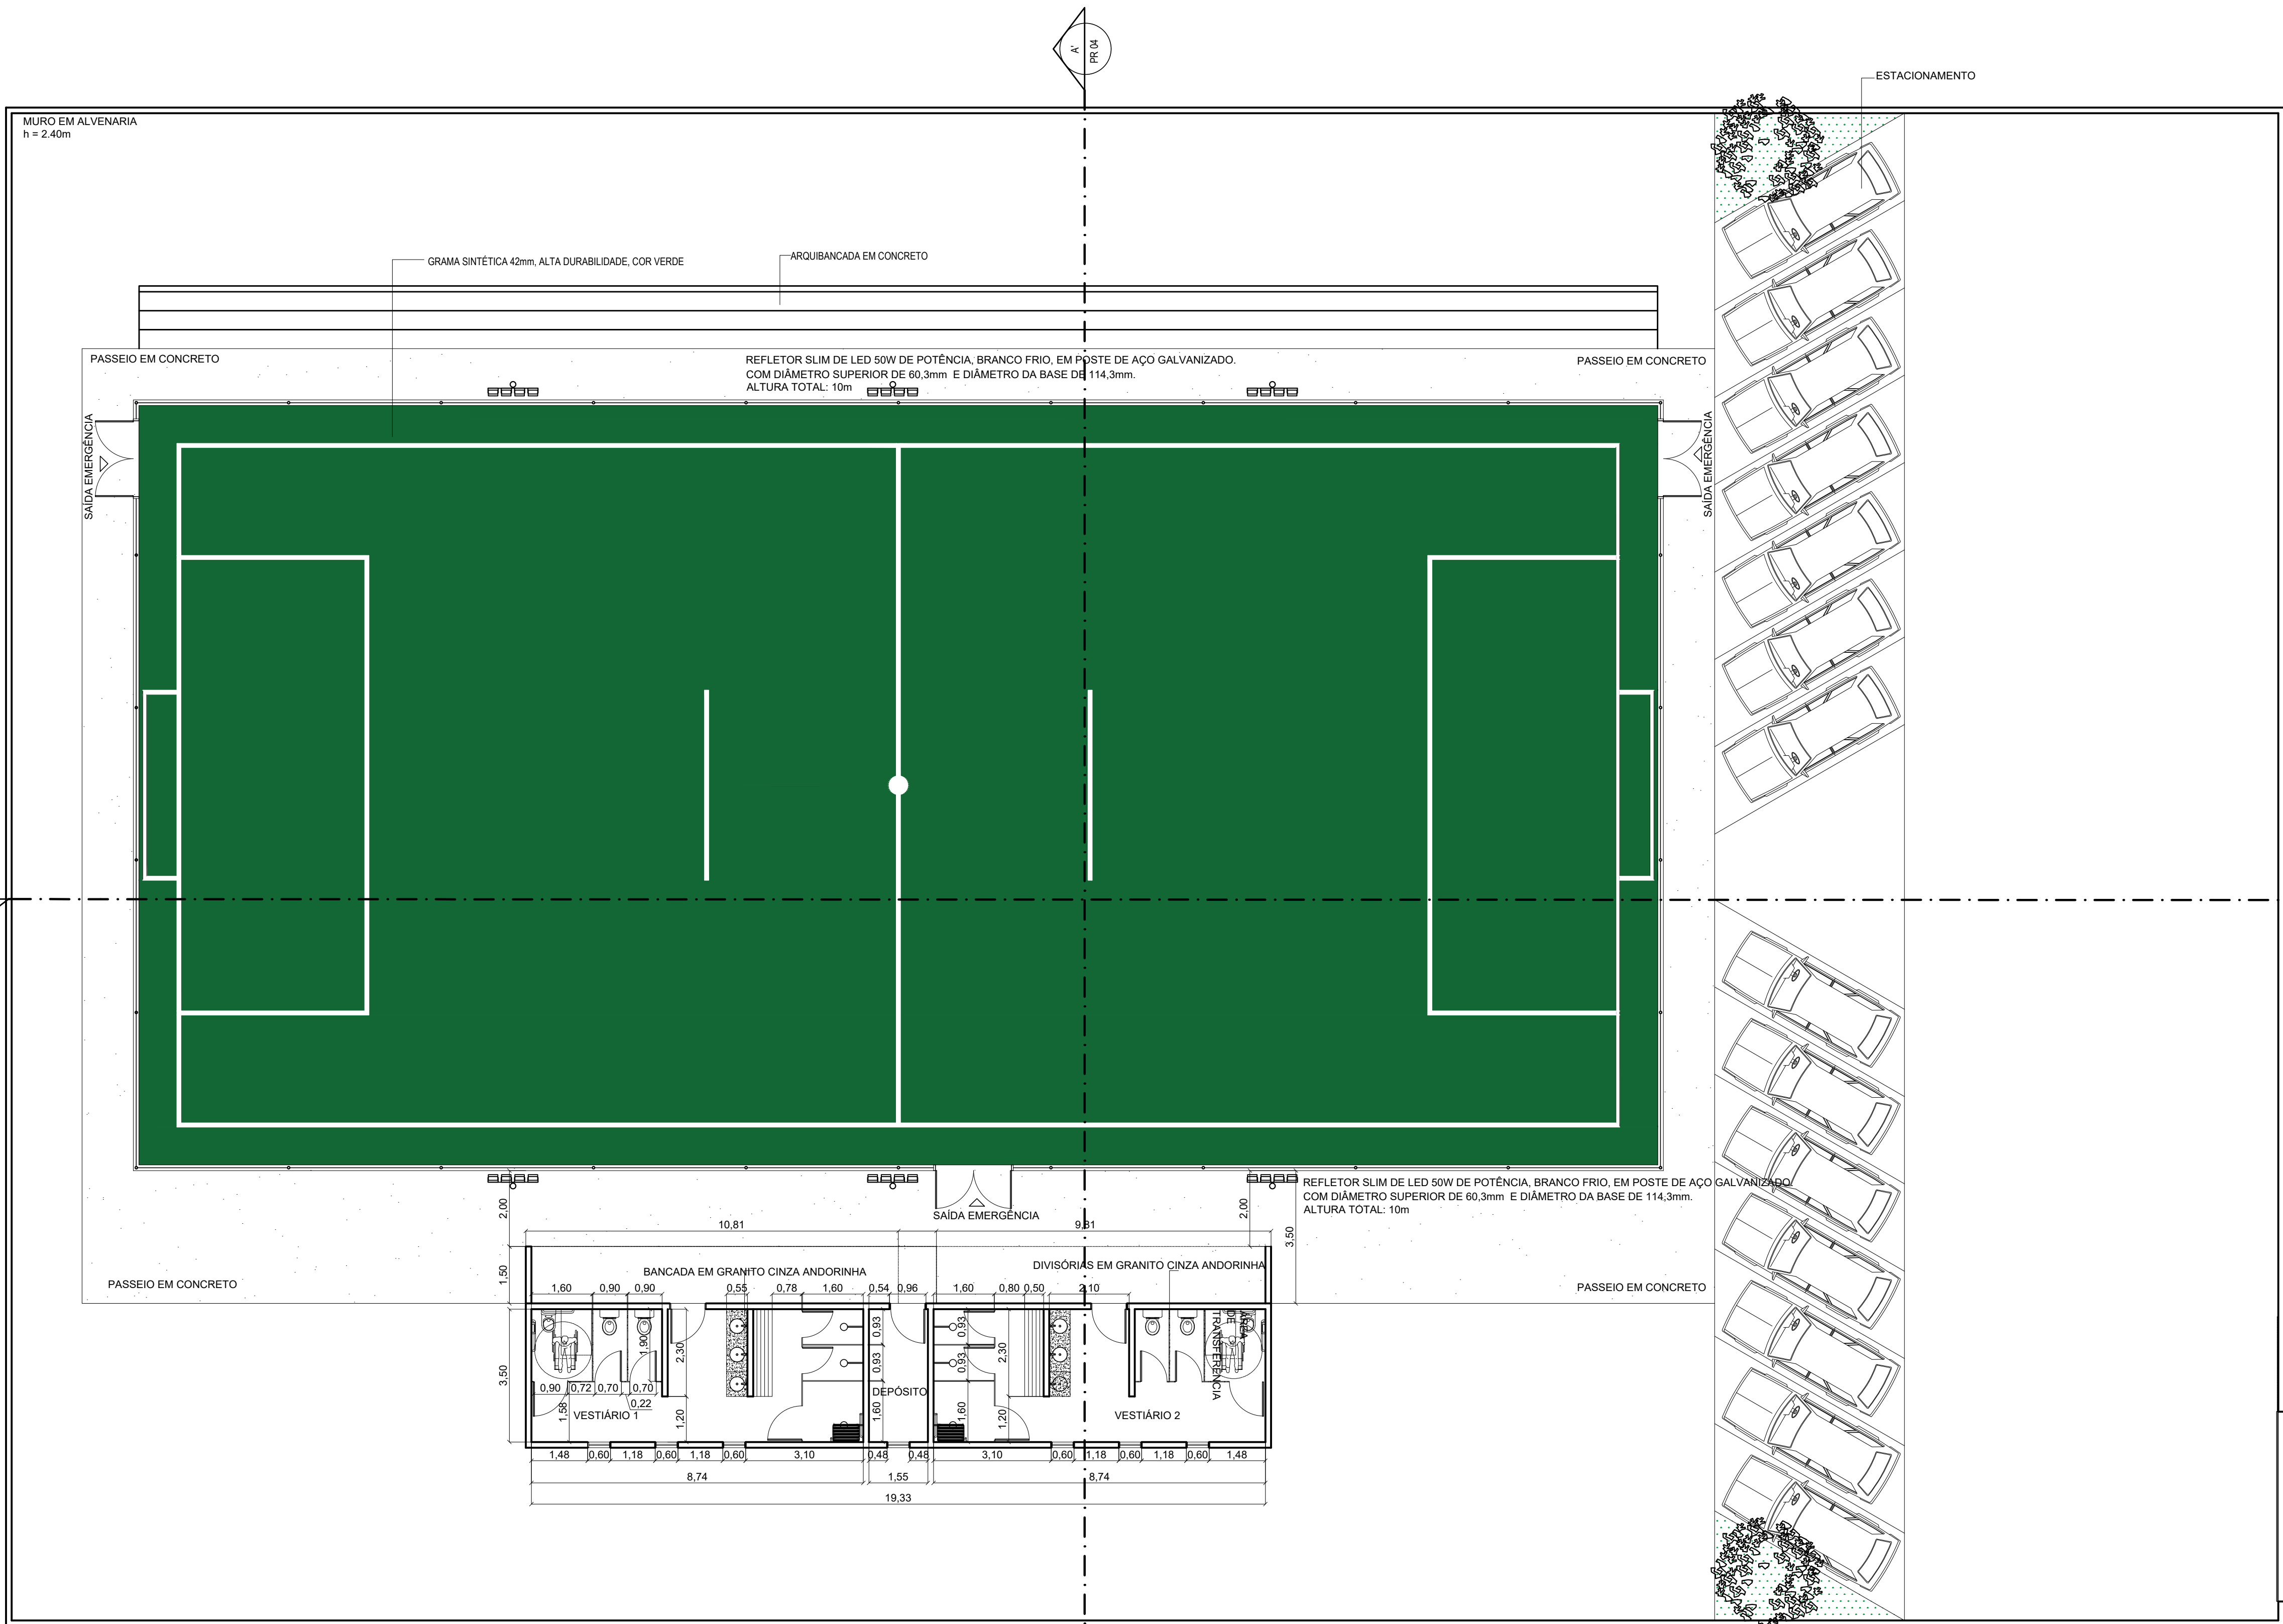 A'
PR 04
ESTACIONAMENTO
MURO EM ALVENARIA
h = 2.40m
GRAMA SINTÉTICA 42mm, ALTA DURABILIDADE, COR VERDE
ARQUIBANCADA EM CONCRETO
PASSEIO EM CONCRETO
REFLETOR SLIM DE LED 50W DE POTÊNCIA, BRANCO FRIO, EM POSTE DE AÇO GALVANIZADO.
COM DIÂMETRO SUPERIOR DE 60,3mm E DIÂMETRO DA BASE DE 114,3mm.
ALTURA TOTAL: 10m
PASSEIO EM CONCRETO
SAÍDA EMERGÊNCIA
SAÍDA EMERGÊNCIA
REFLETOR SLIM DE LED 50W DE POTÊNCIA, BRANCO FRIO, EM POSTE DE AÇO GALVANIZADO.
COM DIÂMETRO SUPERIOR DE 60,3mm E DIÂMETRO DA BASE DE 114,3mm.
ALTURA TOTAL: 10m
2,00
SAÍDA EMERGÊNCIA
2,00
3,50
10,81
9,81
1,50
BANCADA EM GRANITO CINZA ANDORINHA
DIVISÓRIAS EM GRANITO CINZA ANDORINHA
PASSEIO EM CONCRETO
PASSEIO EM CONCRETO
1,60 0,90 0,90 0,55 0,78 1,60 0,54 0,96 1,60 0,80 0,50 2,10
3,50
1,90
2,30
0,93
0,93
0,93
0,93
2,30
ÁREA
DE
TRANSFERÊNCIA
0,90 0,72 0,70 0,70
0,22
DEPÓSITO
1,58
VESTIÁRIO 1
1,20
1,60
1,60
1,20
VESTIÁRIO 2
1,48 0,60 1,18 0,60 1,18 0,60 3,10 0,48 0,48 3,10 0,60 1,18 0,60 1,18 0,60 1,48
8,74 1,55 8,74
19,33